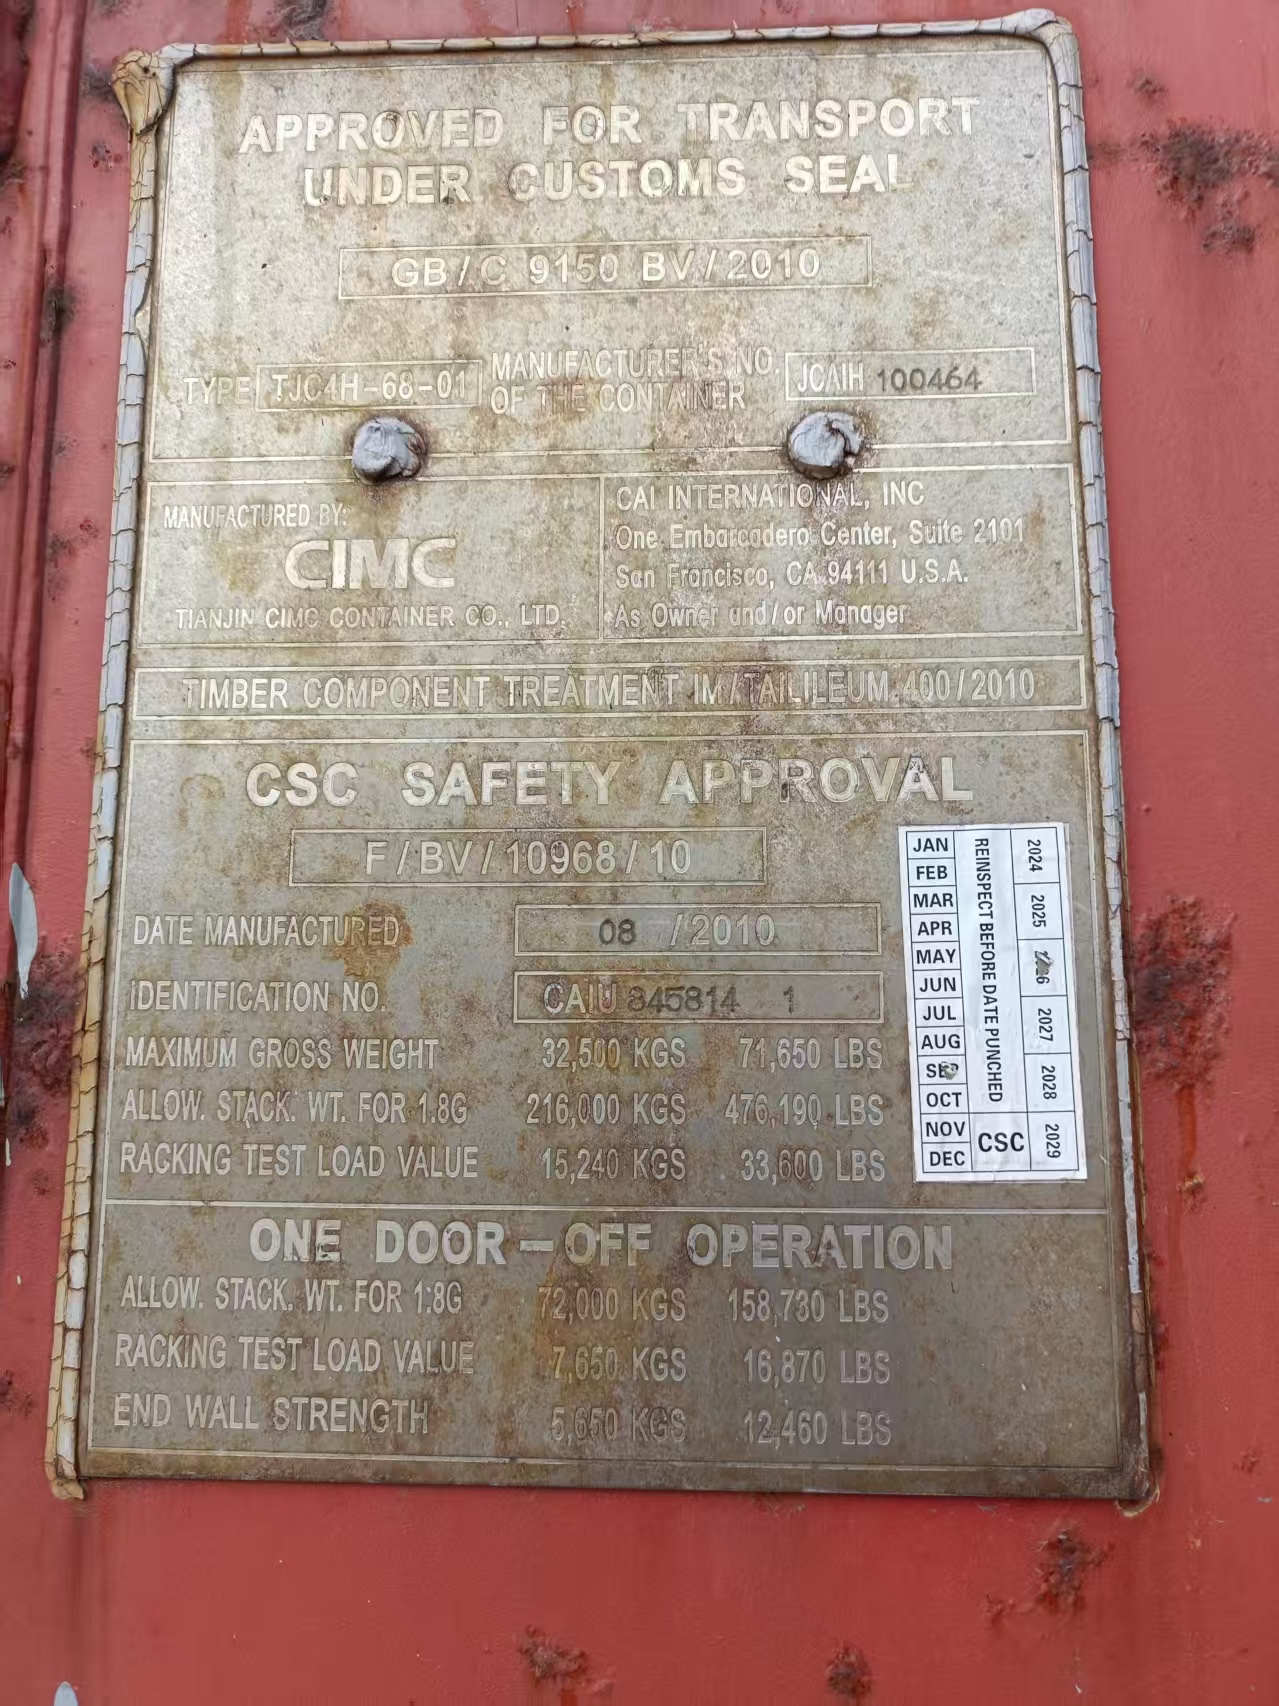 APPROVED FOR TRANSPORT
UNDER CUSTOMS SEAL
GB/C 9150 BV/2010
TYPE TJC4H-68-01 MANUFACTURER'S NO. OF THE CONTAINER JCAIH 100464
MANUFACTURED BY:
CIMC
TIANJIN CIMC CONTAINER CO., LTD.
CAI INTERNATIONAL, INC
One Embarcadero Center, Suite 2101
San Francisco, CA 94111 U.S.A.
As Owner and/or Manager
TIMBER COMPONENT TREATMENT IM/TAILILEUM 400/2010
CSC SAFETY APPROVAL
F/BV/10968/10
DATE MANUFACTURED 08 /2010
IDENTIFICATION NO. CAIU 845814 1
MAXIMUM GROSS WEIGHT 32,500 KGS 71,650 LBS
ALLOW. STACK. WT. FOR 1.8G 216,000 KGS 476,190 LBS
RACKING TEST LOAD VALUE 15,240 KGS 33,600 LBS
JAN
FEB
MAR
APR
MAY
JUN
JUL
AUG
SEP
OCT
NOV
DEC
REINSPECT BEFORE DATE PUNCHED
CSC
2024
2025
2027
2028
2029
ONE DOOR-OFF OPERATION
ALLOW. STACK. WT. FOR 1.8G 72,000 KGS 158,730 LBS
RACKING TEST LOAD VALUE 7,650 KGS 16,870 LBS
END WALL STRENGTH 5,650 KGS 12,460 LBS